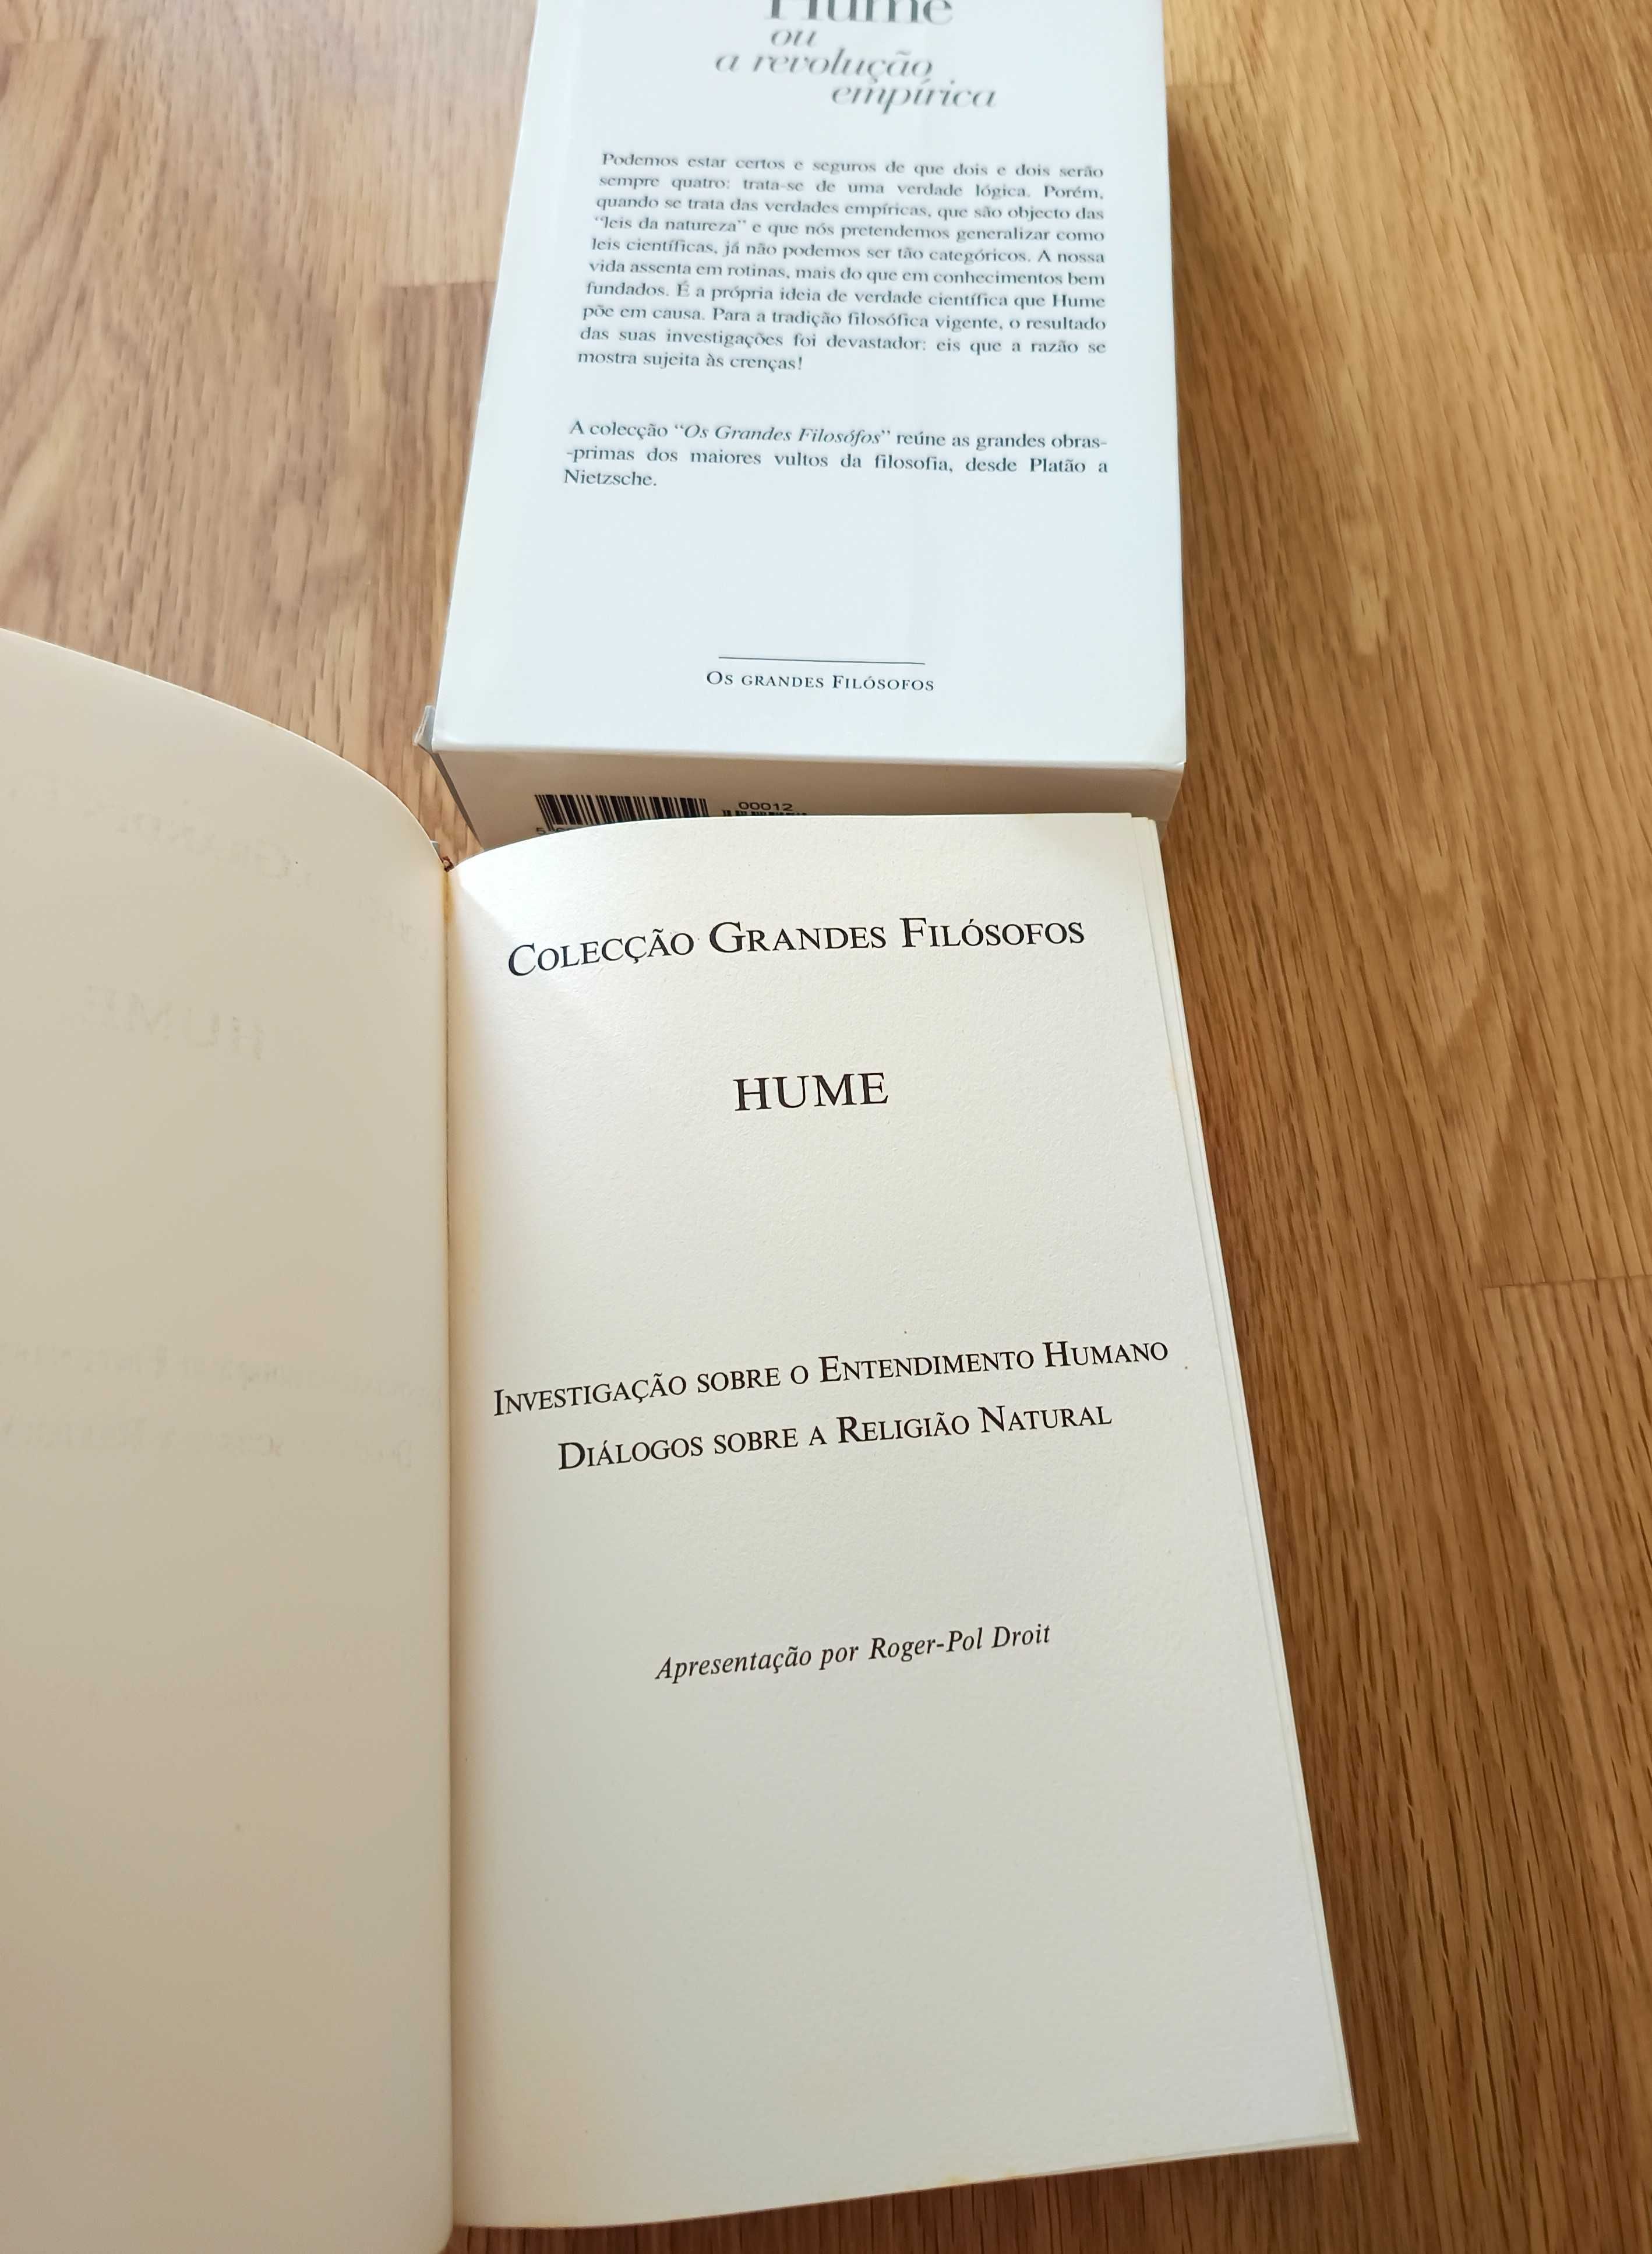 Hume
ou
a revolução
empírica
Podemos estar certos e seguros de que dois e dois serão
sempre quatro: trata-se de uma verdade lógica. Porém,
quando se trata das verdades empíricas, que são objecto das
“leis da natureza” e que nós pretendemos generalizar como
leis científicas, já não podemos ser tão categóricos. A nossa
vida assenta em rotinas, mais do que em conhecimentos bem
fundados. É a própria ideia de verdade científica que Hume
põe em causa. Para a tradição filosófica vigente, o resultado
das suas investigações foi devastador: eis que a razão se
mostra sujeita às crenças!
A colecção “Os Grandes Filosófos” reúne as grandes obras-
-primas dos maiores vultos da filosofia, desde Platão a
Nietzsche.
OS GRANDES FILÓSOFOS
00012
5
COLECÇÃO GRANDES FILÓSOFOS
HUME
INVESTIGAÇÃO SOBRE O ENTENDIMENTO HUMANO
DIÁLOGOS SOBRE A RELIGIÃO NATURAL
Apresentação por Roger-Pol Droit